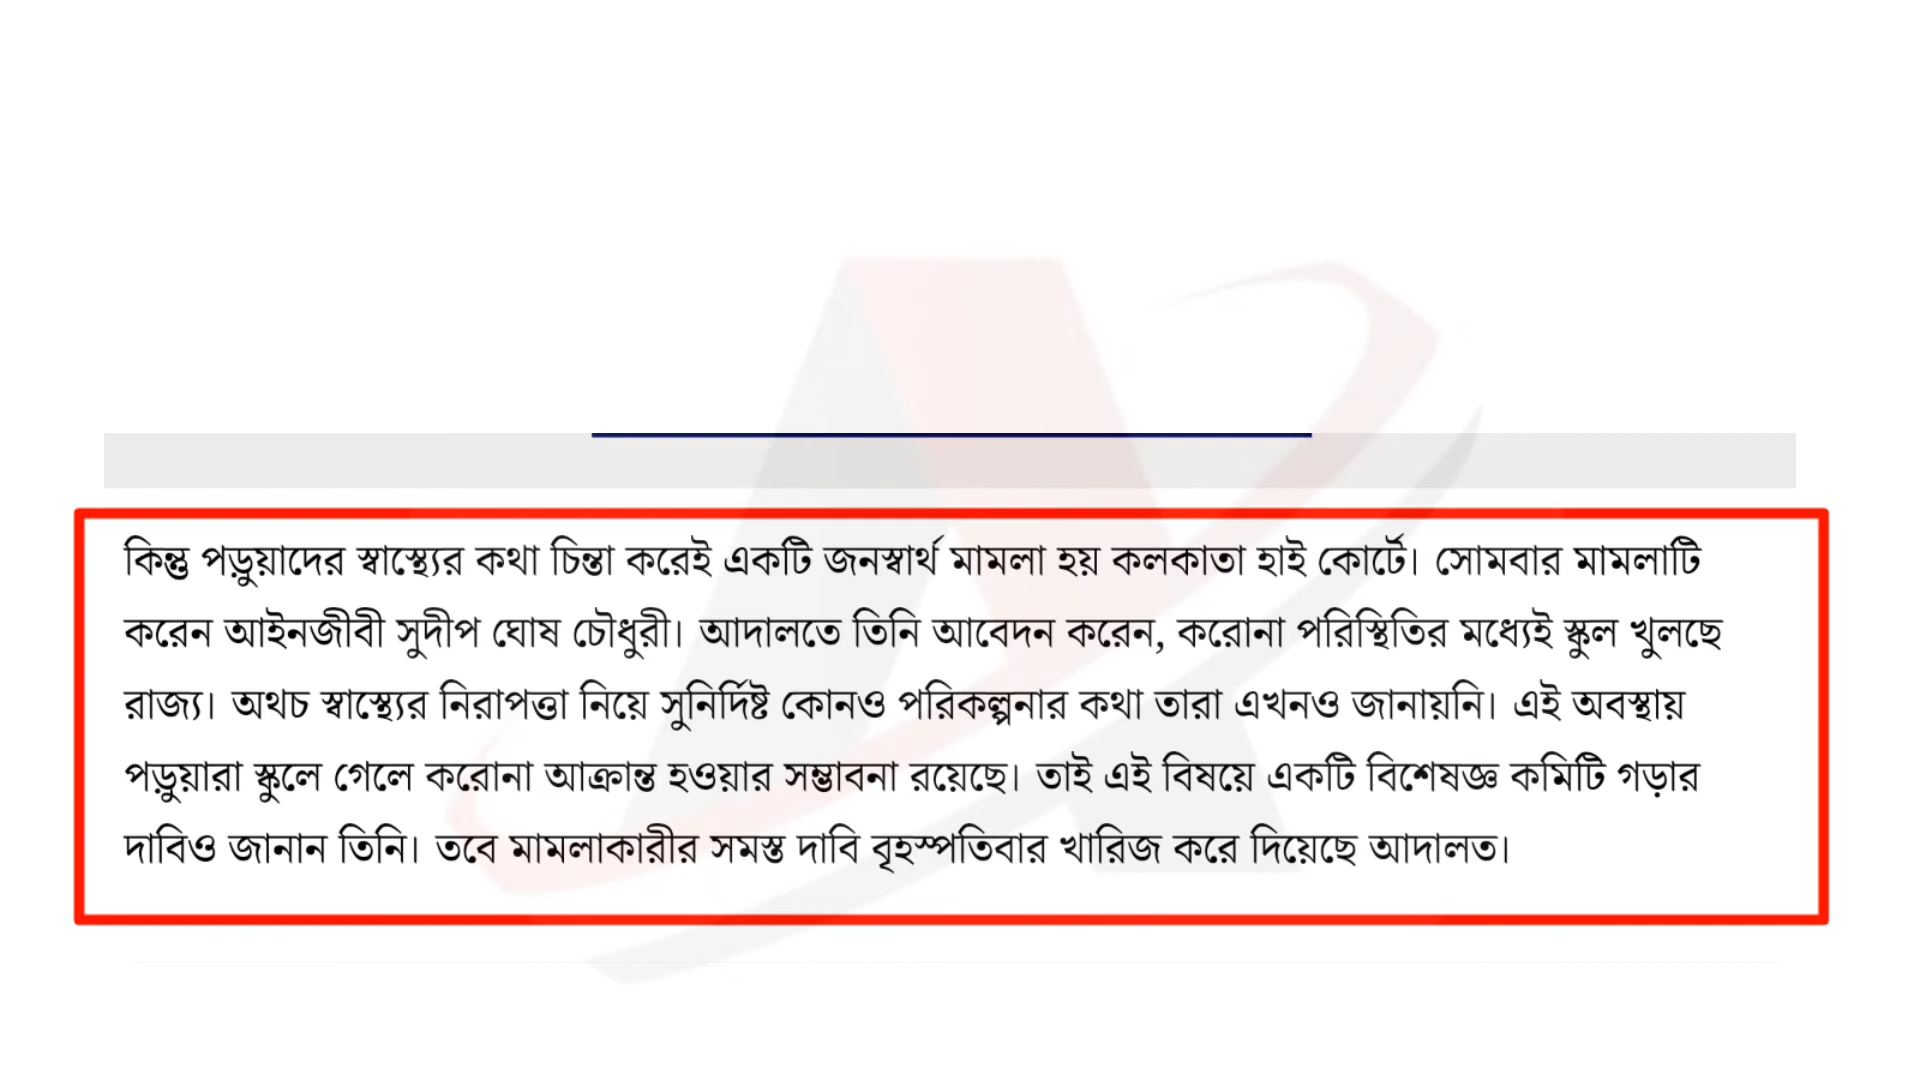 কিন্তু পড়ুয়াদের স্বাস্থ্যের কথা চিন্তা করেই একটি জনস্বার্থ মামলা হয় কলকাতা হাই কোর্টে। সোমবার মামলাটি
করেন আইনজীবী সুদীপ ঘোষ চৌধুরী। আদালতে তিনি আবেদন করেন, করোনা পরিস্থিতির মধ্যেই স্কুল খুলছে
রাজ্য। অথচ স্বাস্থ্যের নিরাপত্তা নিয়ে সুনির্দিষ্ট কোনও পরিকল্পনার কথা তারা এখনও জানায়নি। এই অবস্থায়
পড়ুয়ারা স্কুলে গেলে করোনা আক্রান্ত হওয়ার সম্ভাবনা রয়েছে। তাই এই বিষয়ে একটি বিশেষজ্ঞ কমিটি গড়ার
দাবিও জানান তিনি। তবে মামলাকারীর সমস্ত দাবি বৃহস্পতিবার খারিজ করে দিয়েছে আদালত।